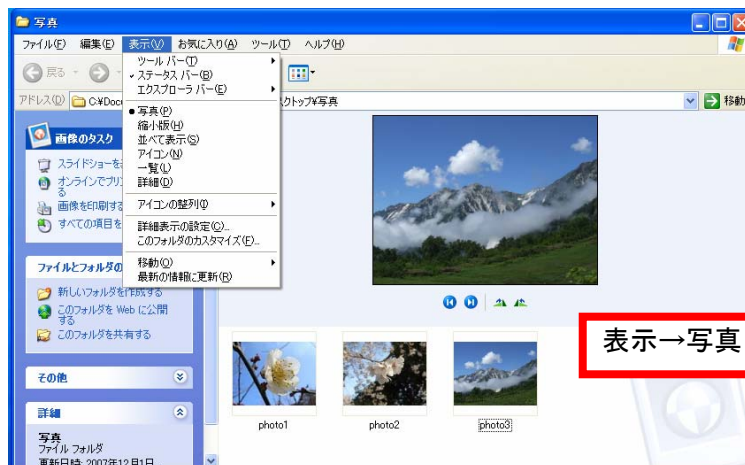 写真
ファイル(F) 編集(E) 表示(V) お気に入り(A) ツール(T) ヘルプ(H)
戻る
ツール バー(T)
ステータス バー(B)
エクスプローラ バー(E)
アドレス(D) C:¥Docu クトップ¥写真 移動
写真(P)
縮小版(H)
並べて表示(S)
アイコン(N)
一覧(L)
詳細(D)
アイコンの整列(I)
詳細表示の設定(C)...
このフォルダのカスタマイズ(F)...
移動(O)
最新の情報に更新(R)
画像のタスク
スライドショーを
オンラインでプリ
る
画像を印刷する
すべての項目を
ファイルとフォルダの
新しいフォルダを作成する
このフォルダを Web に公開
する
このフォルダを共有する
その他
詳細
写真
ファイル フォルダ
更新日時: 2007年12月1日
表示→写真
photo1 photo2 photo3